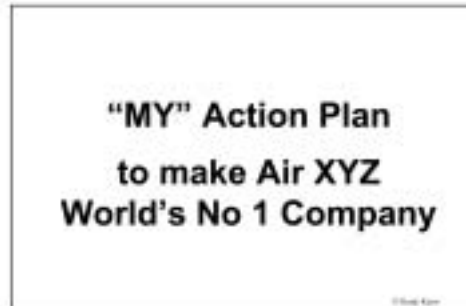 “MY” Action Plan
to make Air XYZ
World's No 1 Company